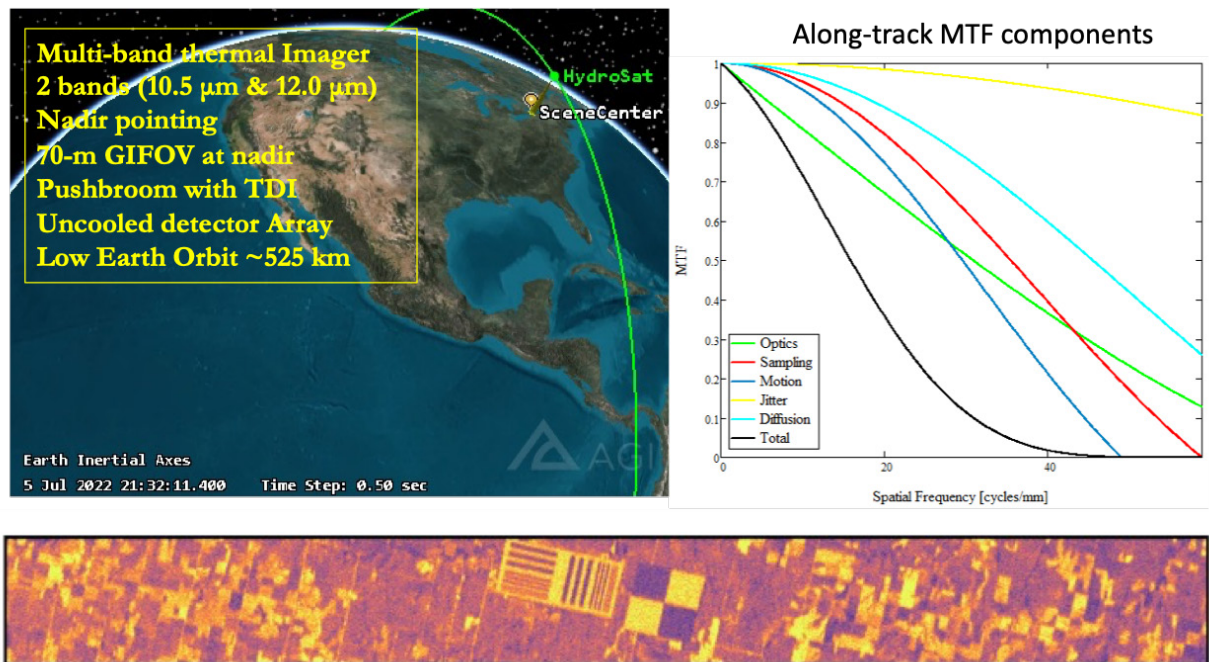 Multi-band thermal Imager
2 bands (10.5 µm & 12.0 µm)
Nadir pointing
70-m GIFOV at nadir
Pushbroom with TDI
Uncooled detector Array
Low Earth Orbit ~525 km
HydroSat
SceneCenter
AGI
Earth Inertial Axes
5 Jul 2022 21:32:11.400 Time Step: 0.50 sec
Along-track MTF components
1
0.9
0.8
0.7
0.6
0.5
0.4
0.3
0.2
0.1
0
MTF
Optics
Sampling
Motion
Jitter
Diffusion
Total
0
20
40
Spatial Frequency [cycles/mm]